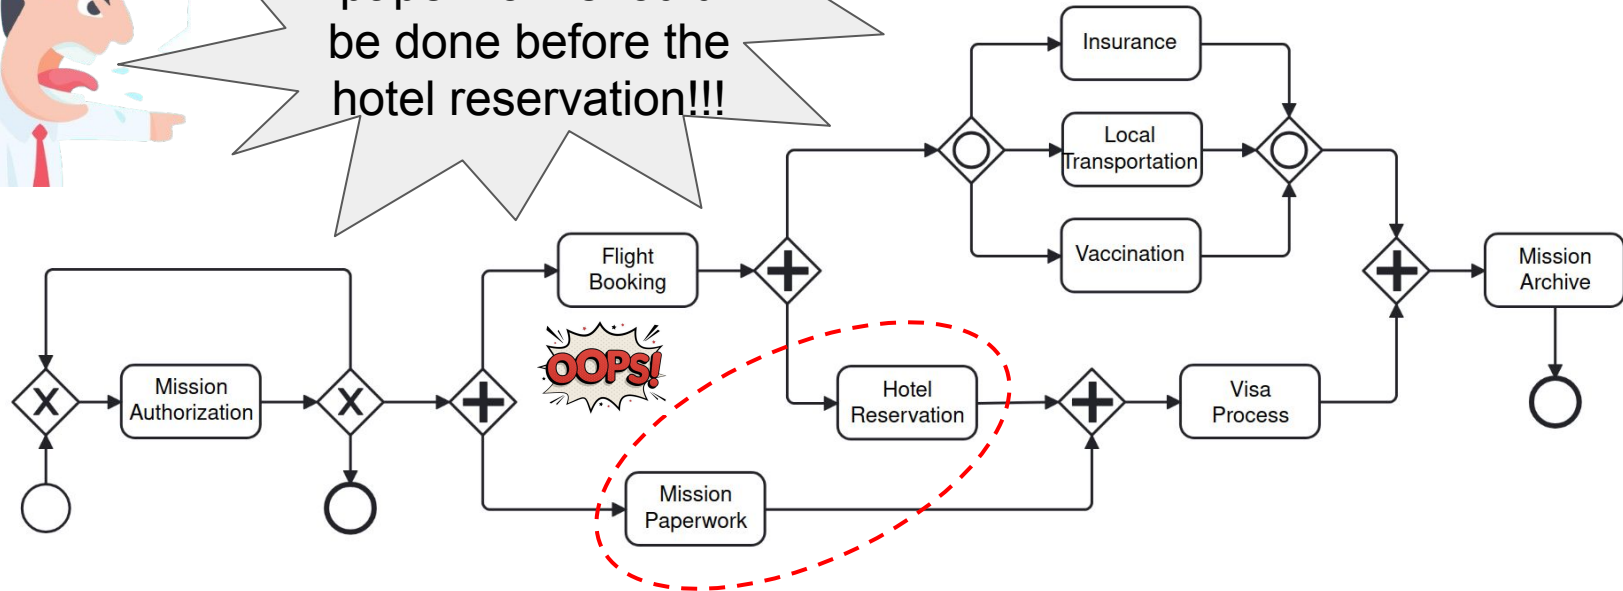 be done before the
hotel reservation!!!
Insurance
Local
Transportation
Vaccination
Flight
Booking
Mission
Archive
OOPS!
X
Mission
Authorization
X
Hotel
Reservation
Visa
Process
Mission
Paperwork